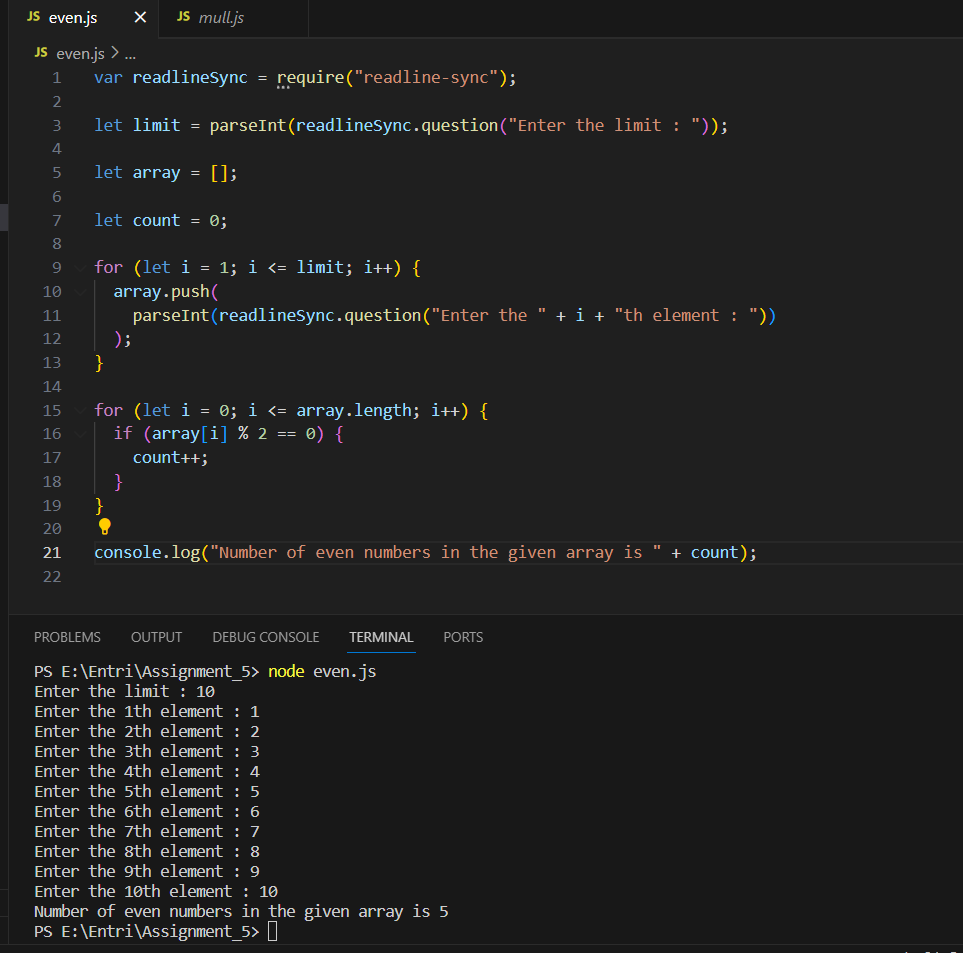 JS even.js ✕ JS mull.js
JS even.js > ...
1 var readlineSync = require("readline-sync");
2
3 let limit = parseInt(readlineSync.question("Enter the limit : "));
4
5 let array = [];
6
7 let count = 0;
8
9 for (let i = 1; i <= limit; i++) {
10   array.push(
11     parseInt(readlineSync.question("Enter the " + i + "th element : "))
12   );
13 }
14
15 for (let i = 0; i <= array.length; i++) {
16   if (array[i] % 2 == 0) {
17     count++;
18   }
19 }
20
21 console.log("Number of even numbers in the given array is " + count);
22
PROBLEMS OUTPUT DEBUG CONSOLE TERMINAL PORTS
PS E:\Entri\Assignment_5> node even.js
Enter the limit : 10
Enter the 1th element : 1
Enter the 2th element : 2
Enter the 3th element : 3
Enter the 4th element : 4
Enter the 5th element : 5
Enter the 6th element : 6
Enter the 7th element : 7
Enter the 8th element : 8
Enter the 9th element : 9
Enter the 10th element : 10
Number of even numbers in the given array is 5
PS E:\Entri\Assignment_5>